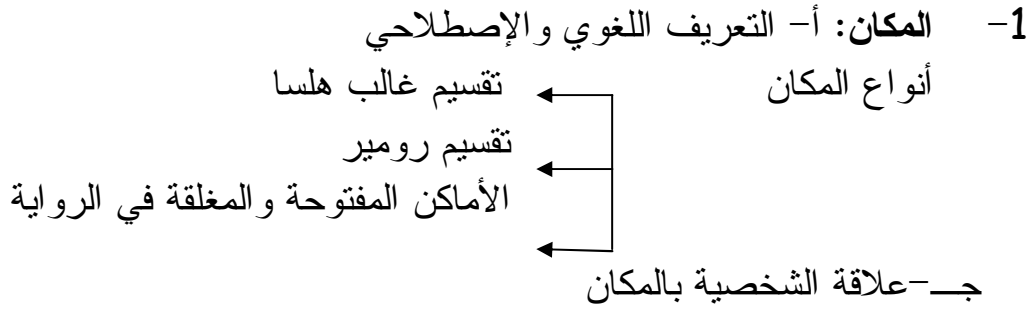 1- المكان: أ- التعريف اللغوي والإصطلاحي
أنواع المكان تقسيم غالب هلسا
تقسيم رومير
الأماكن المفتوحة والمغلقة في الرواية
جـ-علاقة الشخصية بالمكان